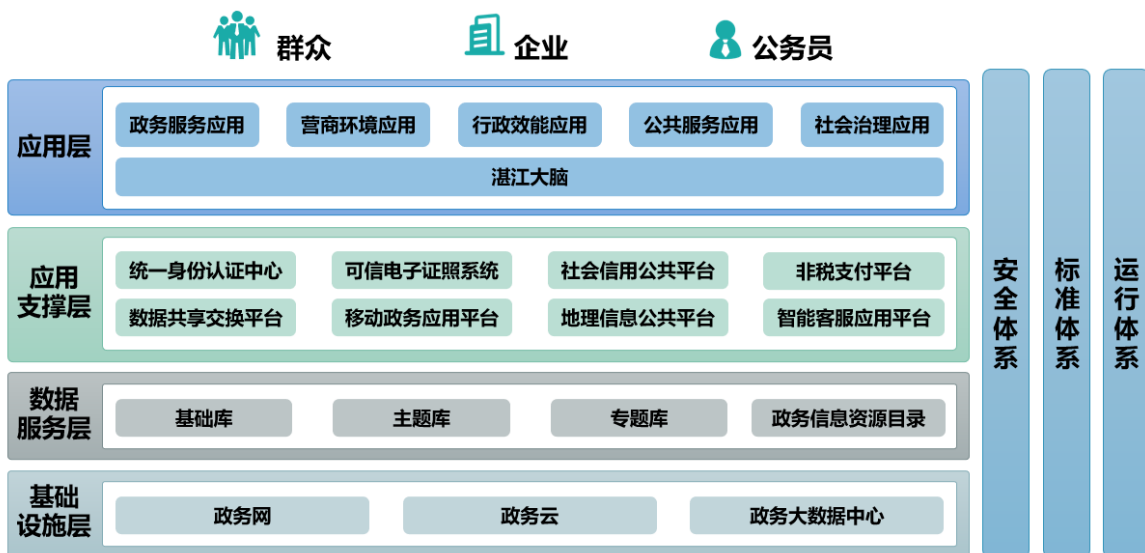 群众
企业
公务员
应用层
政务服务应用
营商环境应用
行政效能应用
公共服务应用
社会治理应用
湛江大脑
应用
支撑层
统一身份认证中心
可信电子证照系统
社会信用公共平台
非税支付平台
数据共享交换平台
移动政务应用平台
地理信息公共平台
智能客服应用平台
数据
服务层
基础库
主题库
专题库
政务信息资源目录
基础
设施层
政务网
政务云
政务大数据中心
安全体系
标准体系
运行体系